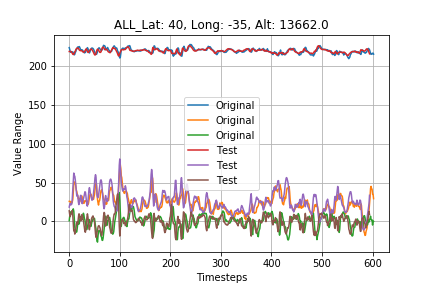 ALL_Lat: 40, Long: -35, Alt: 13662.0
200
150
100
50
0
Value Range
Original
Original
Original
Test
Test
Test
0 100 200 300 400 500 600
Timesteps